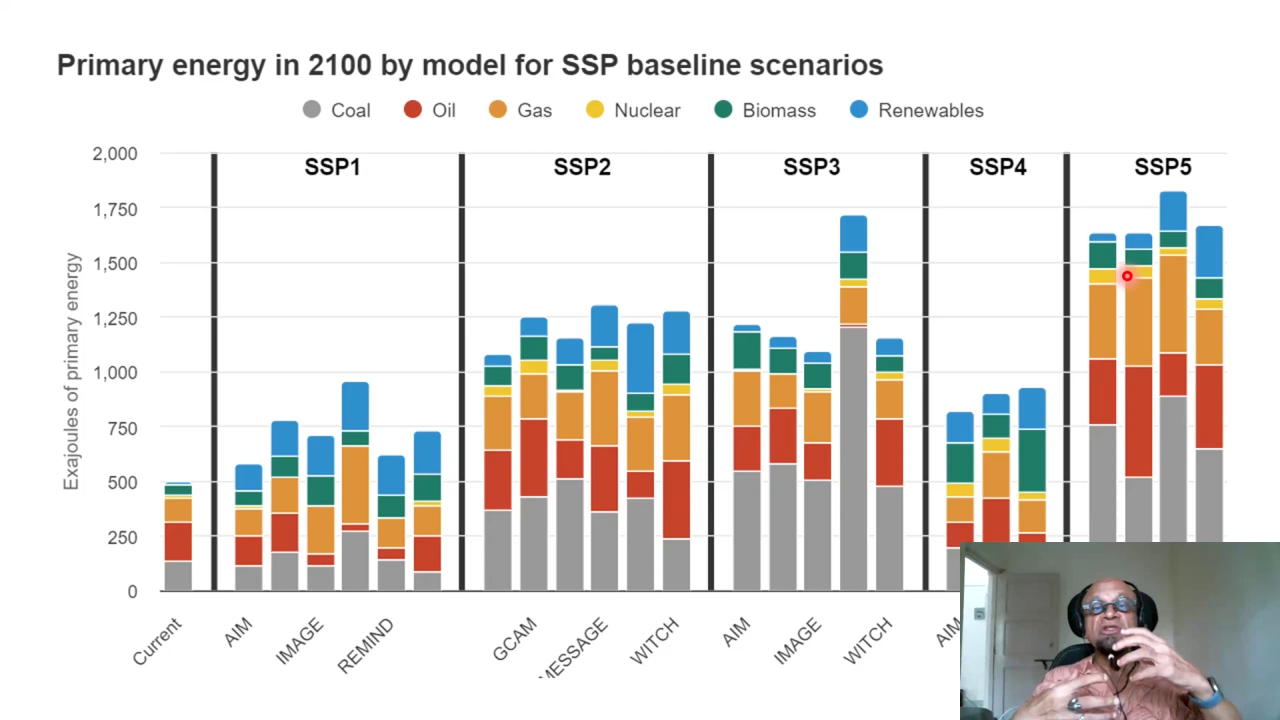 Primary energy in 2100 by model for SSP baseline scenarios
Coal Oil Gas Nuclear Biomass Renewables
SSP1 SSP2 SSP3 SSP4 SSP5
Exajoules of primary energy
2,000
1,750
1,500
1,250
1,000
750
500
250
0
Current AIM IMAGE REMIND GCAM MESSAGE WITCH AIM IMAGE WITCH AIM